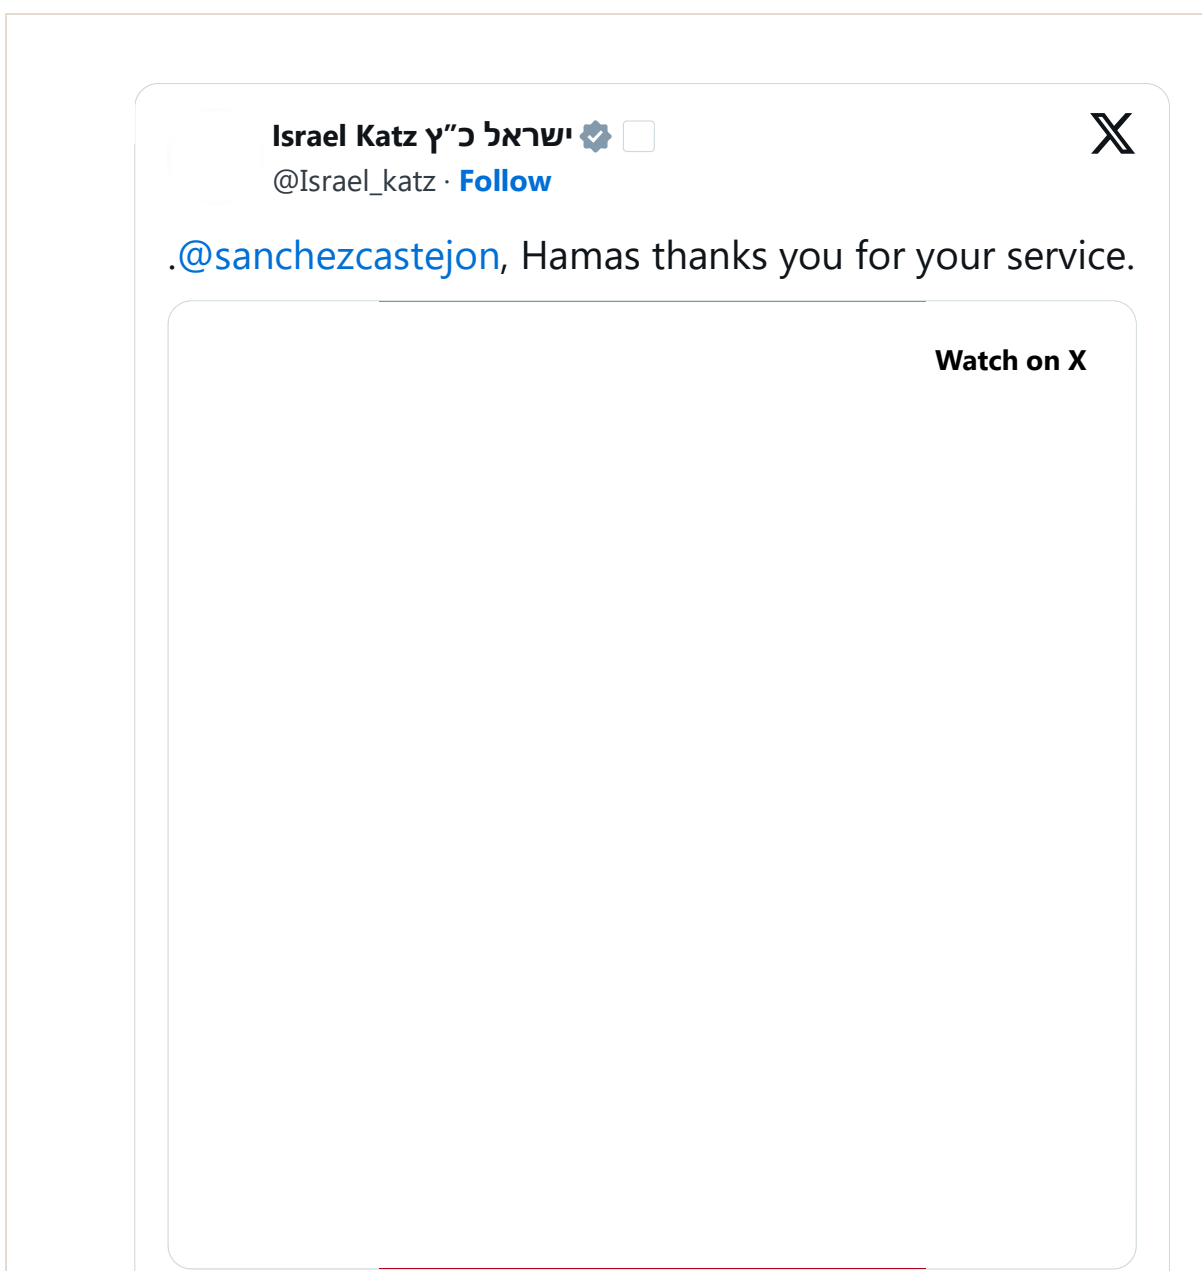 Israel Katz ישראל כ”ץ
@Israel_katz · Follow
.@sanchezcastejon, Hamas thanks you for your service.
Watch on X